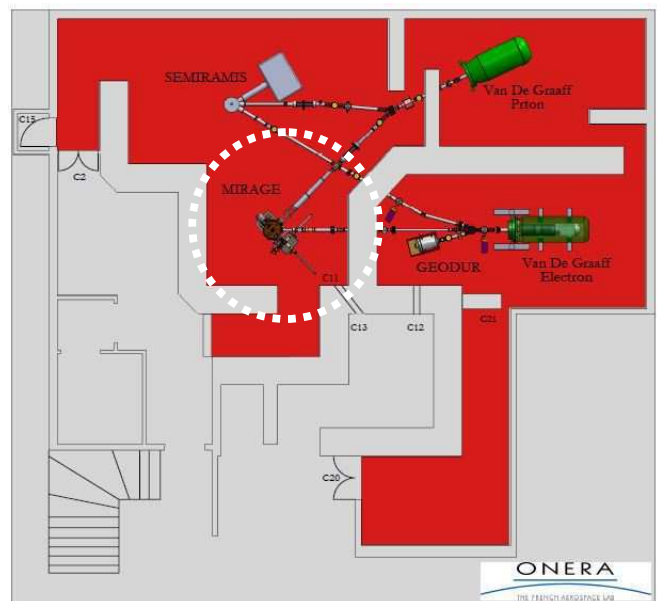 SEMIRAMIS
Van De Graaff
Prton
C15
C2
MIRAGE
GEODUR
Van De Graaff
Electron
C11
C13
C12
C21
C20
ONERA
THE FRENCH AEROSPACE LAB